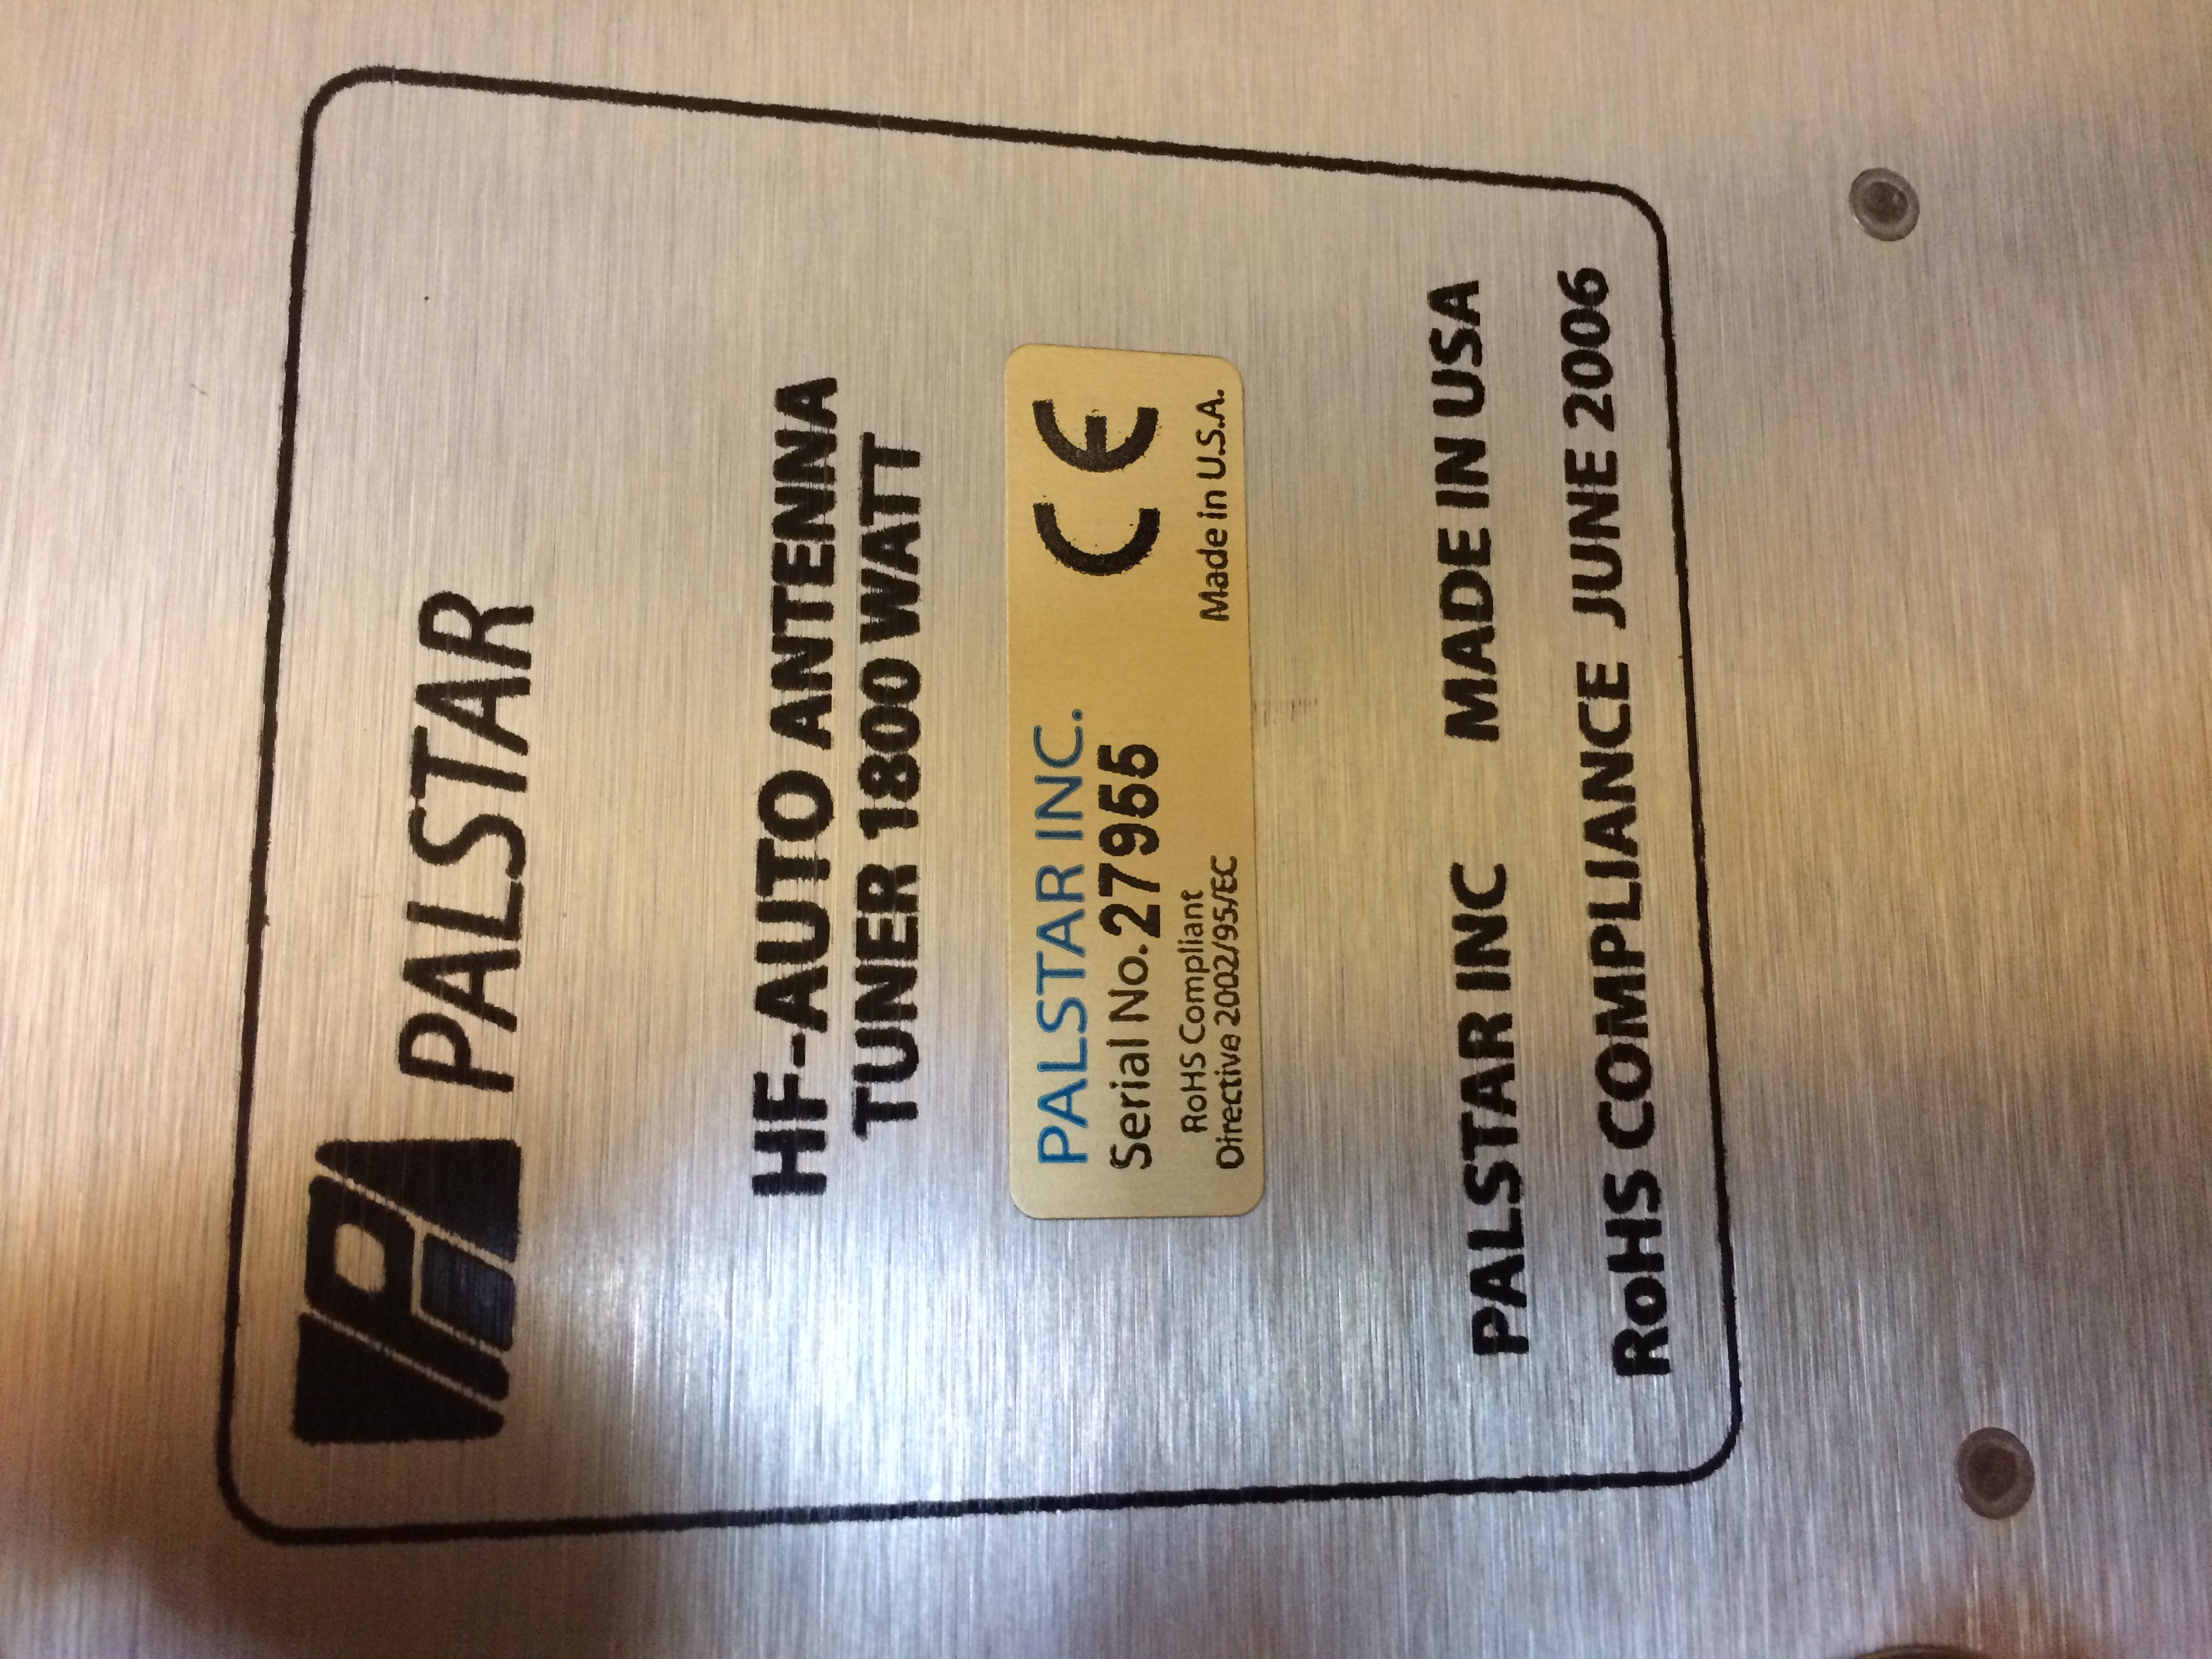 PALSTAR
HF-AUTO ANTENNA
TUNER 1800 WATT
PALSTAR INC.
Serial No. 27955
CE
RoHS Compliant
Directive 2002/95/EC
Made in U.S.A.
PALSTAR INC MADE IN USA
RoHS COMPLIANCE JUNE 2006